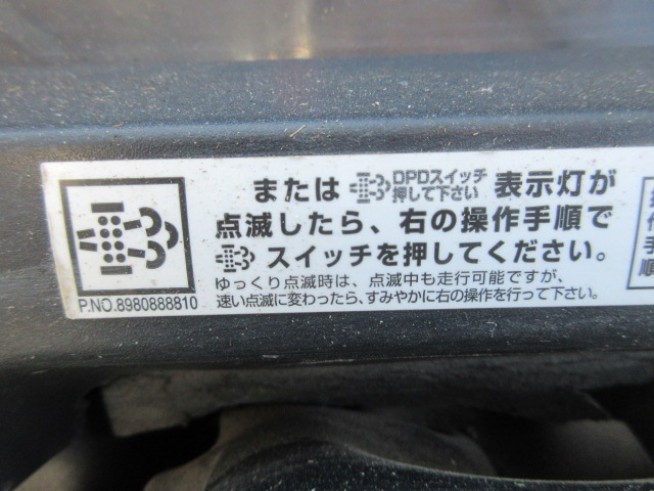 または DPDスイッチ 押して下さい 表示灯が
点滅したら、右の操作手順で
スイッチを押してください。
ゆっくり点滅時は、点滅中も走行可能ですが、
速い点滅に変わったら、すみやかに右の操作を行って下さい。
P.NO.8980888810
作
手
順